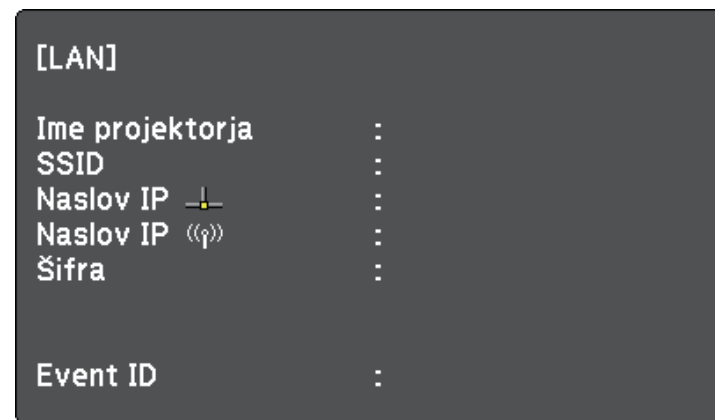 [LAN]
Ime projektorja :
SSID :
Naslov IP :
Naslov IP :
Šifra :
Event ID :